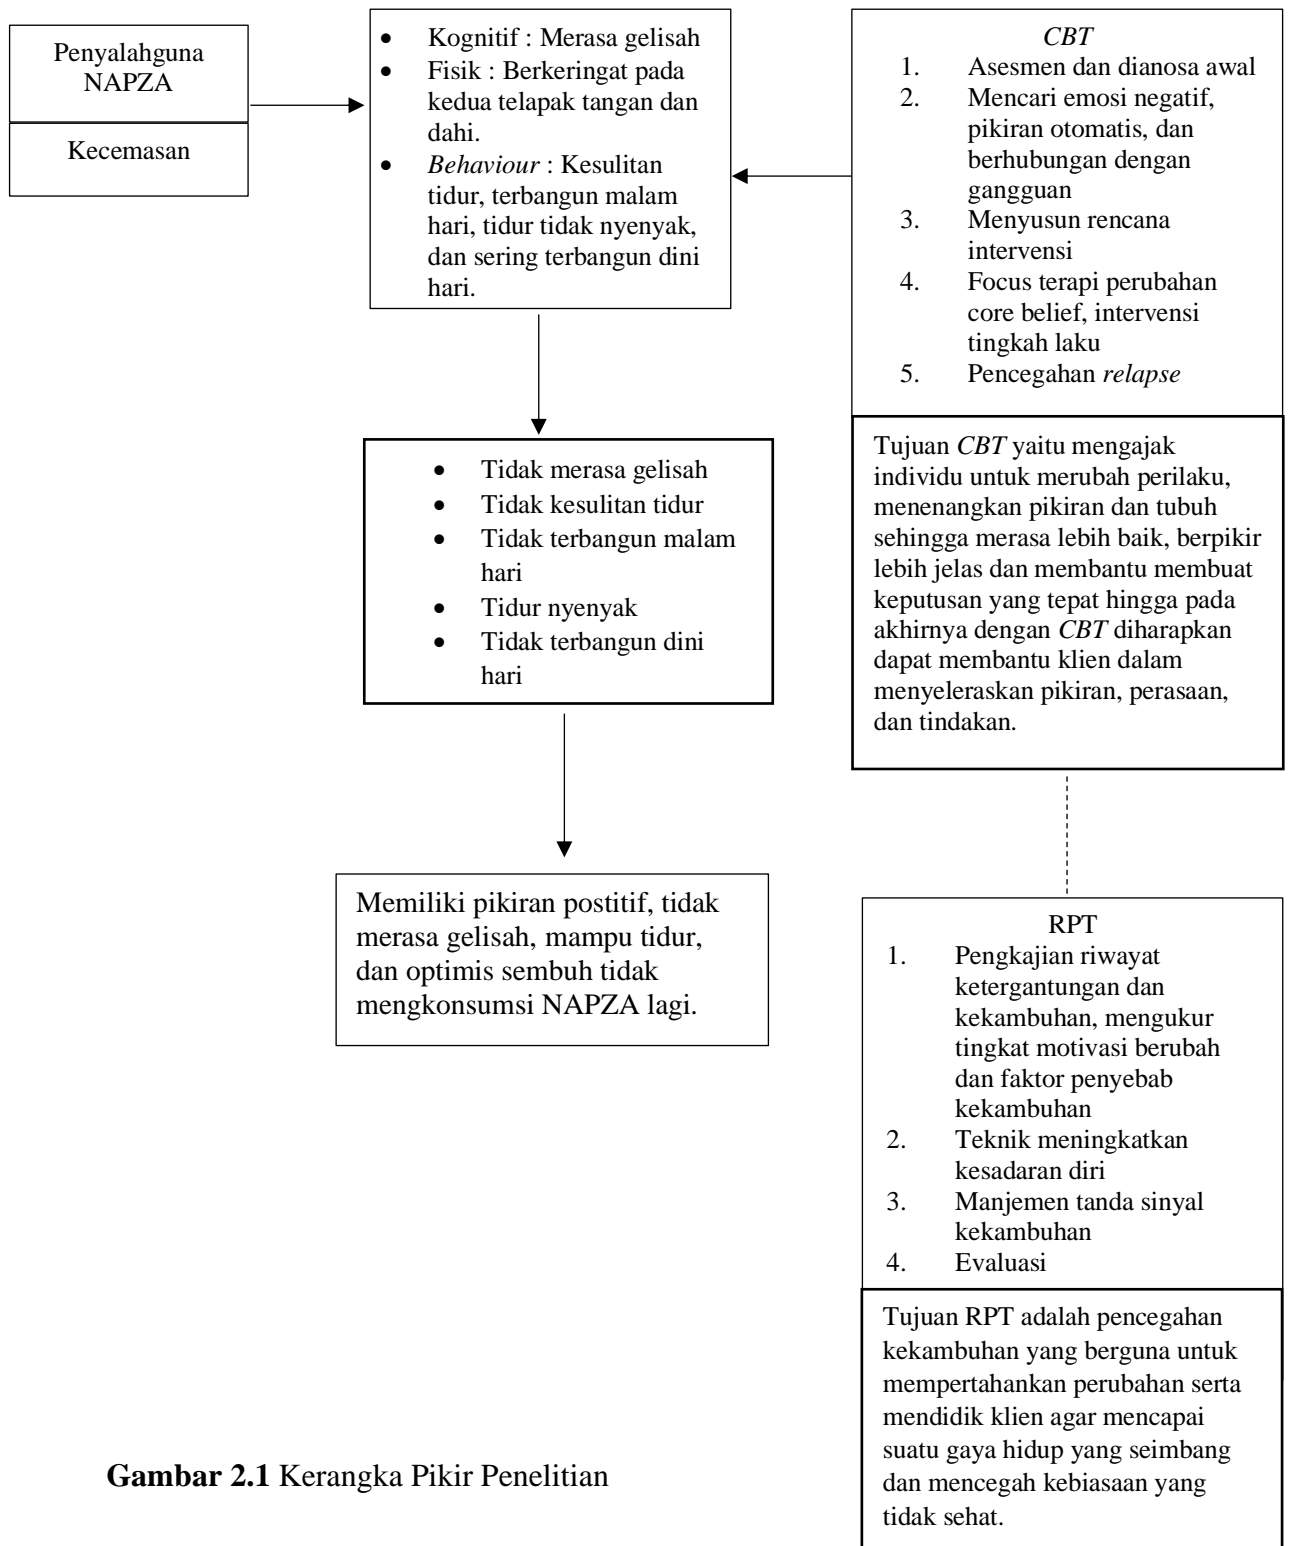 Penyalahguna
NAPZA
Kecemasan
• Kognitif : Merasa gelisah
• Fisik : Berkeringat pada
kedua telapak tangan dan
dahi.
• Behaviour : Kesulitan
tidur, terbangun malam
hari, tidur tidak nyenyak,
dan sering terbangun dini
hari.
CBT
1. Asesmen dan dianosa awal
2. Mencari emosi negatif,
pikiran otomatis, dan
berhubungan dengan
gangguan
3. Menyusun rencana
intervensi
4. Focus terapi perubahan
core belief, intervensi
tingkah laku
5. Pencegahan relapse
Tujuan CBT yaitu mengajak
individu untuk merubah perilaku,
menenangkan pikiran dan tubuh
sehingga merasa lebih baik, berpikir
lebih jelas dan membantu membuat
keputusan yang tepat hingga pada
akhirnya dengan CBT diharapkan
dapat membantu klien dalam
menyeleraskan pikiran, perasaan,
dan tindakan.
• Tidak merasa gelisah
• Tidak kesulitan tidur
• Tidak terbangun malam
hari
• Tidur nyenyak
• Tidak terbangun dini
hari
Memiliki pikiran postitif, tidak
merasa gelisah, mampu tidur,
dan optimis sembuh tidak
mengkonsumsi NAPZA lagi.
RPT
1. Pengkajian riwayat
ketergantungan dan
kekambuhan, mengukur
tingkat motivasi berubah
dan faktor penyebab
kekambuhan
2. Teknik meningkatkan
kesadaran diri
3. Manjemen tanda sinyal
kekambuhan
4. Evaluasi
Tujuan RPT adalah pencegahan
kekambuhan yang berguna untuk
mempertahankan perubahan serta
mendidik klien agar mencapai
suatu gaya hidup yang seimbang
dan mencegah kebiasaan yang
tidak sehat.
Gambar 2.1 Kerangka Pikir Penelitian